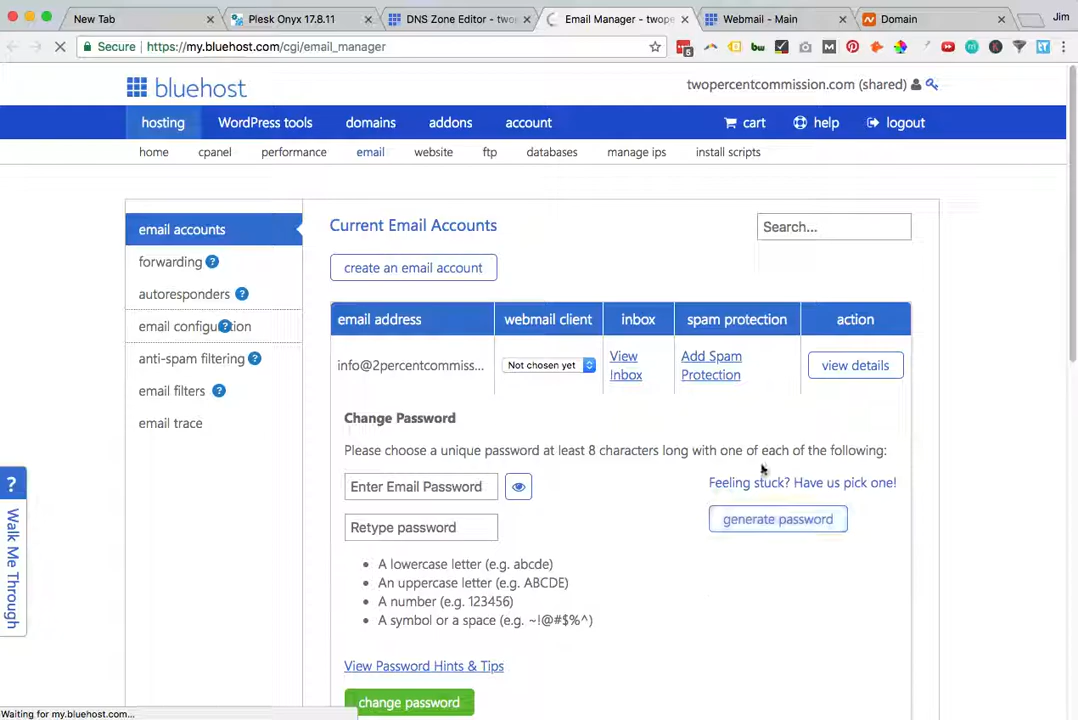 New Tab
Plesk Onyx 17.8.11
DNS Zone Editor - twope
Email Manager - twopе
Webmail - Main
Domain
Jim
Secure
https://my.bluehost.com/cgi/email_manager
5
bw
M
K
bluehost
twopercentcommission.com (shared)
hosting
WordPress tools
domains
addons
account
cart
help
logout
home
cpanel
performance
email
website
ftp
databases
manage ips
install scripts
email accounts
forwarding ?
autoresponders ?
email configuration ?
anti-spam filtering ?
email filters ?
email trace
Current Email Accounts
Search...
create an email account
email address
webmail client
inbox
spam protection
action
info@2percentcommiss...
Not chosen yet
View
Inbox
Add Spam
Protection
view details
Change Password
Please choose a unique password at least 8 characters long with one of each of the following:
Enter Email Password
Feeling stuck? Have us pick one!
Retype password
generate password
• A lowercase letter (e.g. abcde)
• An uppercase letter (e.g. ABCDE)
• A number (e.g. 123456)
• A symbol or a space (e.g. ~!@#$%^)
View Password Hints & Tips
change password
? Walk Me Through
Waiting for my.bluehost.com...